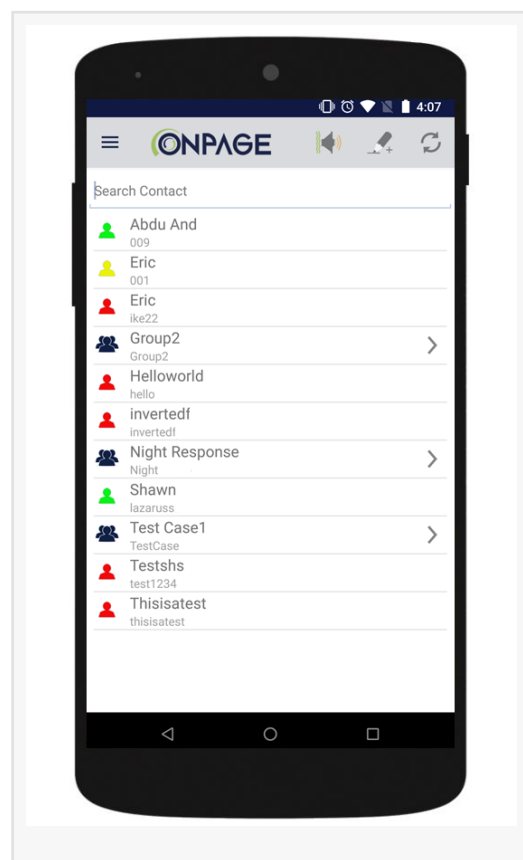 4:07
ONPAGE
Search Contact
Abdu And
009
Eric
001
Eric
ike22
Group2
Group2
Helloworld
hello
invertedf
invertedf
Night Response
Night
Shawn
lazaruss
Test Case1
TestCase
Testshs
test1234
Thisisatest
thisisatest